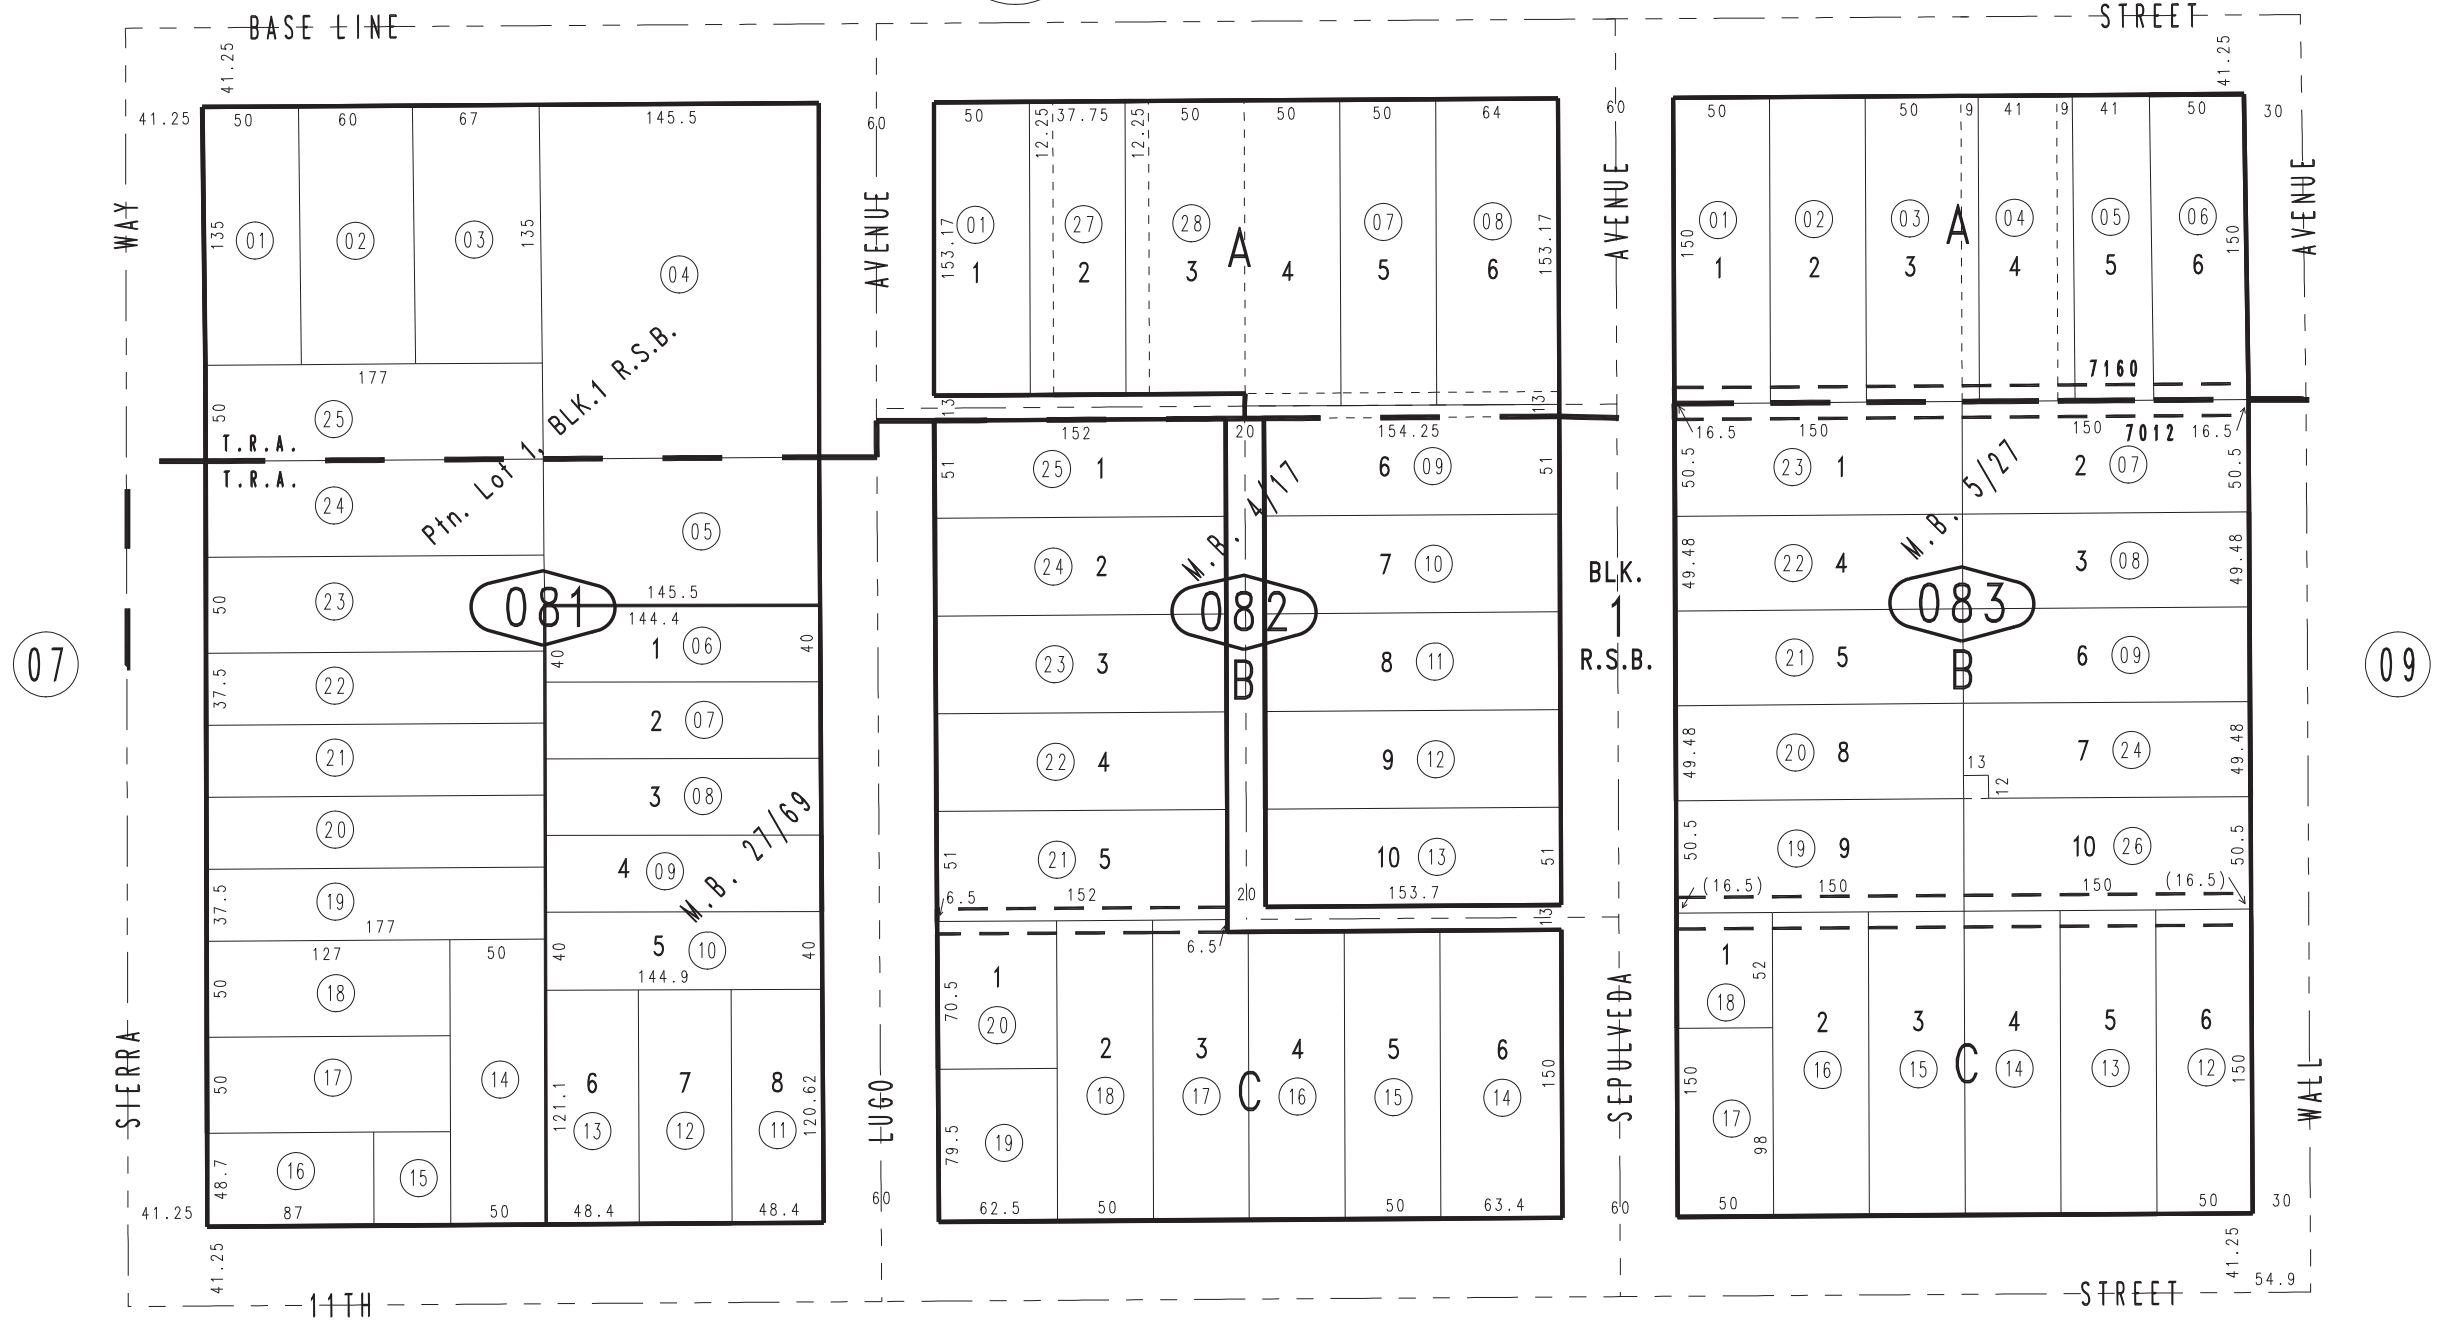 BASE LINE
STREET
41.25
41.25
41.25 50 60 67 145.5
60
50 12.25 37.75 12.25 50 50 50 64
60
50 50 9 41 9 41 50 30
WAY
AVENUE
AVENUE
AVENUE
135 01 02 03 135
04
153.17 01 27 28 A 07 08 153.17
1 2 3 4 5 6
150 01 02 03 A 04 05 06 150
1 2 3 4 5 6
177
50 25
T.R.A.
T.R.A.
Ptn. Lot 1, BLK.1 R.S.B.
24
05
50 23
081
145.5
144.4
1 06 40
40
37.5 22
2 07
21
3 08
20
4 09
M.B. 27/69
37.5 19
177
5 10
40 40
144.9
127 50
50 18
50 17
14
48.7 16 15
87 50
6 7 8
121.1 13 12 11 120.62
48.4 48.4
13 13
152 20 154.25
51 25 1 6 09 51
M.B. 4/17
24 2 7 10
082
23 3 8 11
B
22 4 9 12
51 21 5 10 13 51
6.5 152 20 153.7
13
6.5
1
70.5 20
2 3 4 5 6
18 17 C 16 15 14 150
79.5 19
62.5 50 50 63.4
BLK.
1
R.S.B.
7160
16.5 150 150 7012 16.5
50.5 23 1 2 07 50.5
M.B. 5/27
49.48 22 4 3 08 49.48
083
21 5 6 09
B
49.48 20 8 7 24 49.48
13
12
50.5 19 9 10 26 50.5
(16.5) 150 150 (16.5)
1 52
18
2 3 4 5 6
150 16 15 C 14 13 12 150
17 98
50 50 30
07
09
SIERRA
LUGO
SEPULVEDA
WALL
41.25
60
60
41.25
41.25
54.9
11TH
STREET